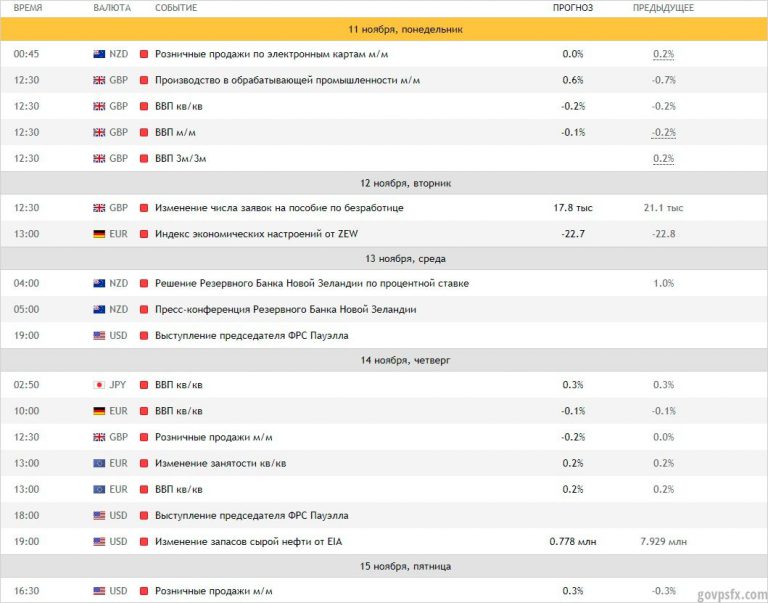 ВРЕМЯ ВАЛЮТА СОБЫТИЕ ПРОГНОЗ ПРЕДЫДУЩЕЕ
11 ноября, понедельник
00:45 NZD Розничные продажи по электронным картам м/м 0.0% 0.2%
12:30 GBP Производство в обрабатывающей промышленности м/м 0.6% -0.7%
12:30 GBP ВВП кв/кв -0.2% -0.2%
12:30 GBP ВВП м/м -0.1% -0.2%
12:30 GBP ВВП 3м/3м 0.2%
12 ноября, вторник
12:30 GBP Изменение числа заявок на пособие по безработице 17.8 тыс 21.1 тыс
13:00 EUR Индекс экономических настроений от ZEW -22.7 -22.8
13 ноября, среда
04:00 NZD Решение Резервного Банка Новой Зеландии по процентной ставке 1.0%
05:00 NZD Пресс-конференция Резервного Банка Новой Зеландии
19:00 USD Выступление председателя ФРС Пауэлла
14 ноября, четверг
02:50 JPY ВВП кв/кв 0.3% 0.3%
10:00 EUR ВВП кв/кв -0.1% -0.1%
12:30 GBP Розничные продажи м/м -0.2% 0.0%
13:00 EUR Изменение занятости кв/кв 0.2% 0.2%
13:00 EUR ВВП кв/кв 0.2% 0.2%
18:00 USD Выступление председателя ФРС Пауэлла
19:00 USD Изменение запасов сырой нефти от EIA 0.778 млн 7.929 млн
15 ноября, пятница
16:30 USD Розничные продажи м/м 0.3% -0.3%
govpsfx.com